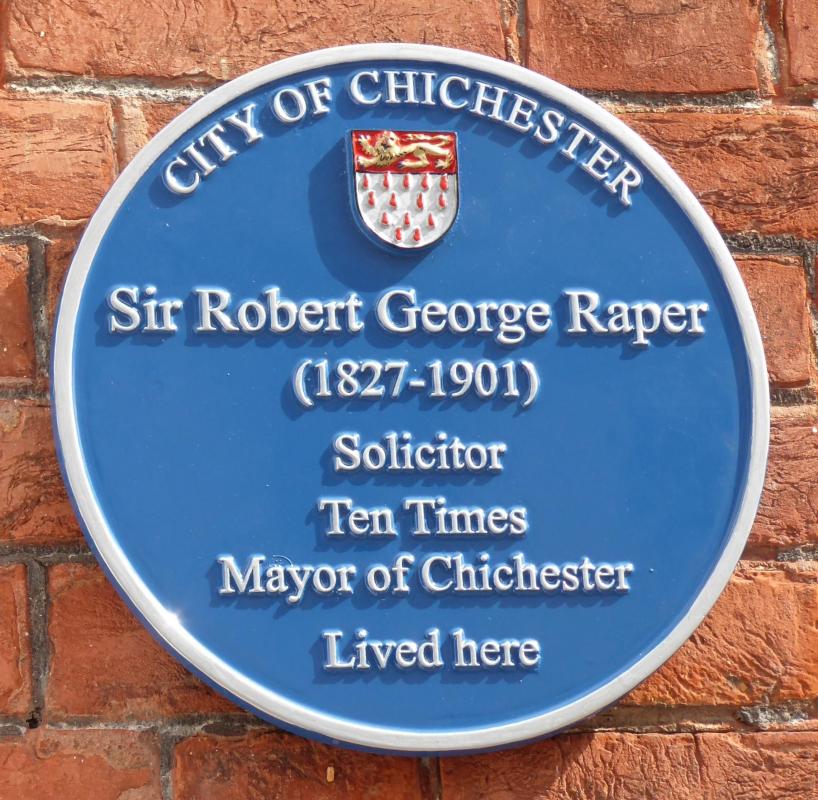 CITY OF CHICHESTER
Sir Robert George Raper
(1827-1901)
Solicitor
Ten Times
Mayor of Chichester
Lived here